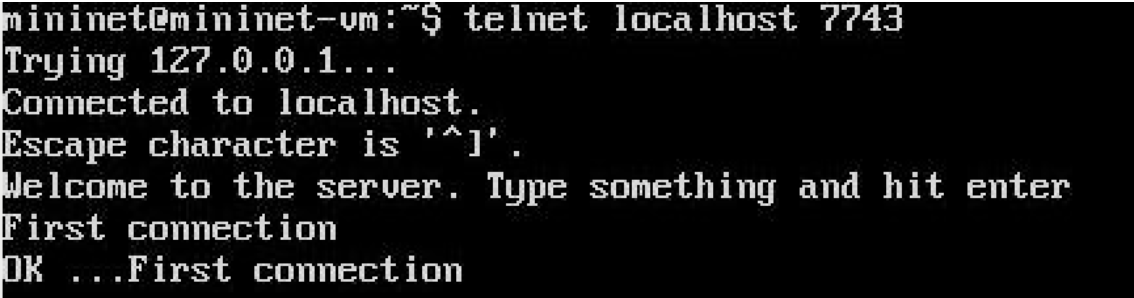 mininet@mininet-vm:~$ telnet localhost 7743
Trying 127.0.0.1...
Connected to localhost.
Escape character is '^]'.
Welcome to the server. Type something and hit enter
First connection
OK ...First connection